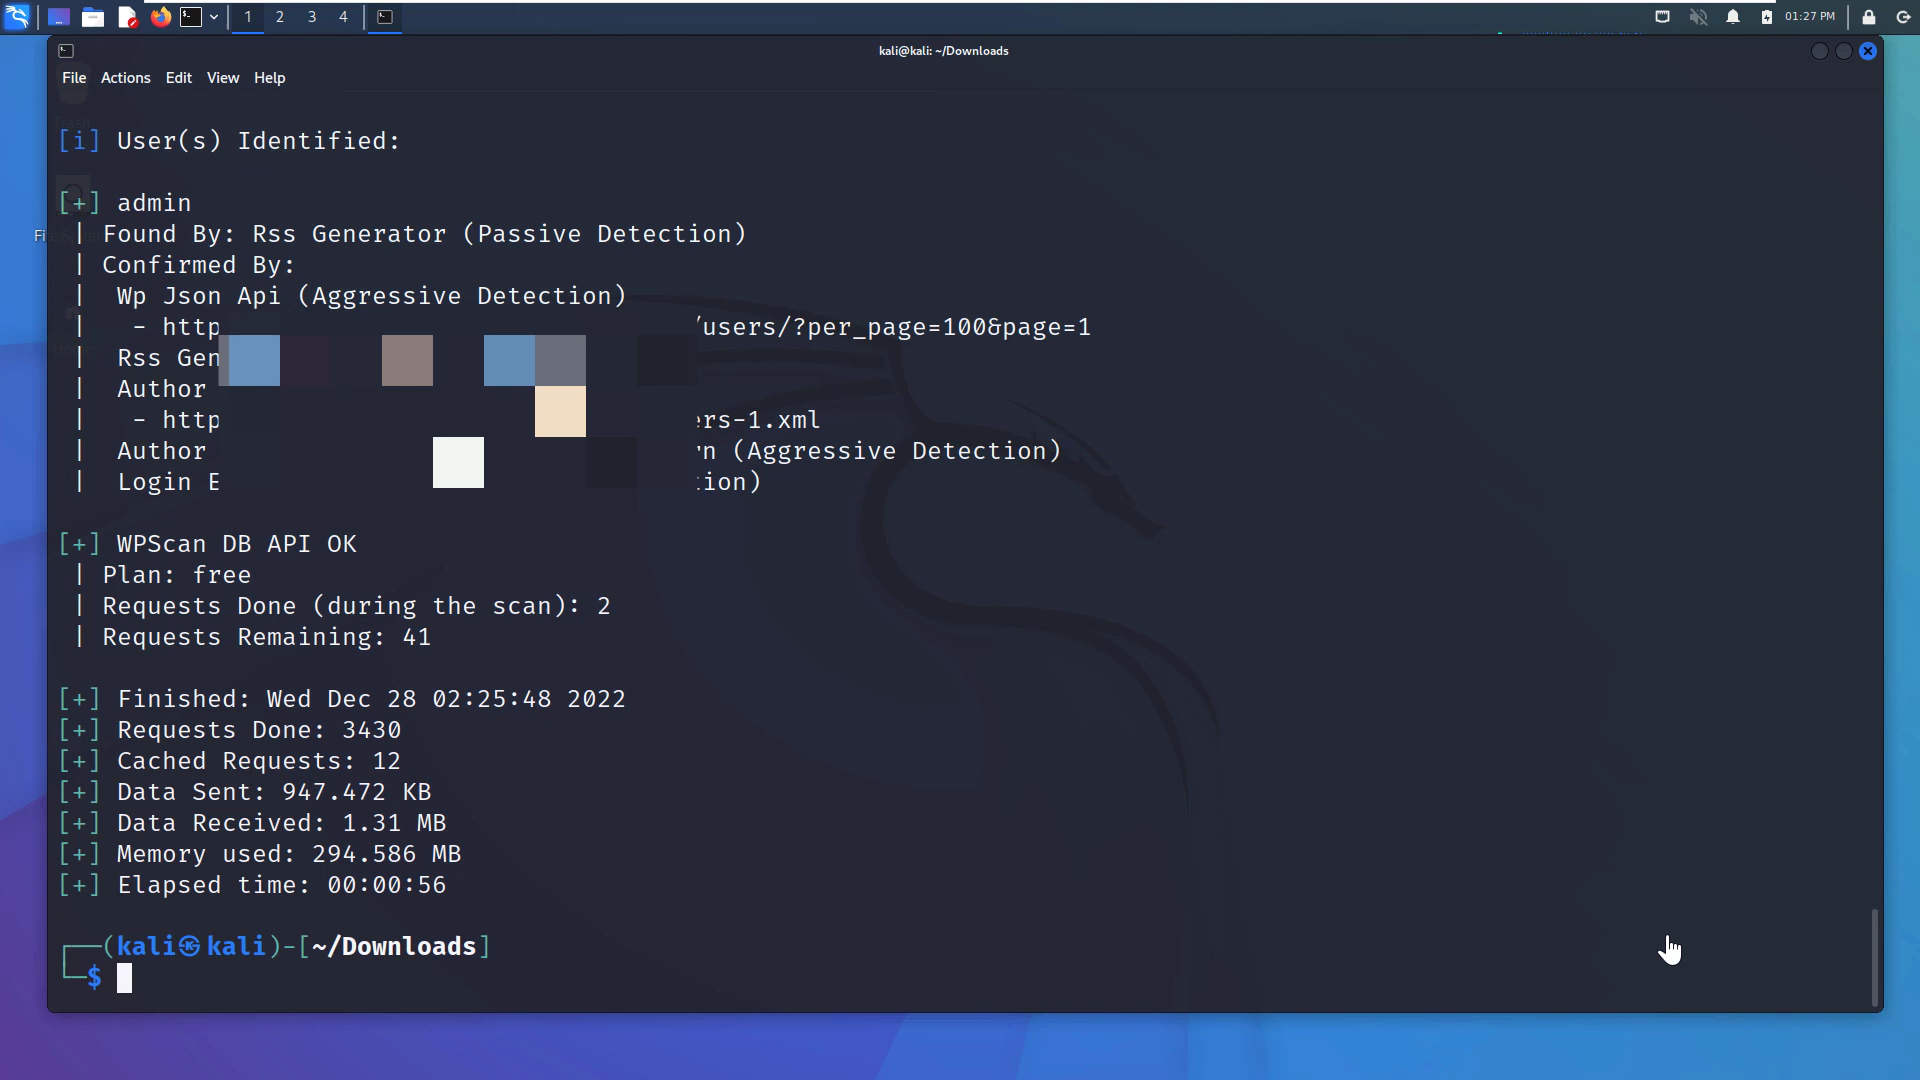 1 2 3 4
01:27 PM
kali@kali: ~/Downloads
File Actions Edit View Help
[i] User(s) Identified:
[+] admin
| Found By: Rss Generator (Passive Detection)
| Confirmed By:
| Wp Json Api (Aggressive Detection)
| - http /users/?per_page=100&page=1
| Rss Gen
| Author
| - http ers-1.xml
| Author rn (Aggressive Detection)
| Login E tion)
[+] WPScan DB API OK
| Plan: free
| Requests Done (during the scan): 2
| Requests Remaining: 41
[+] Finished: Wed Dec 28 02:25:48 2022
[+] Requests Done: 3430
[+] Cached Requests: 12
[+] Data Sent: 947.472 KB
[+] Data Received: 1.31 MB
[+] Memory used: 294.586 MB
[+] Elapsed time: 00:00:56
┌──(kali㉿kali)-[~/Downloads]
└─$